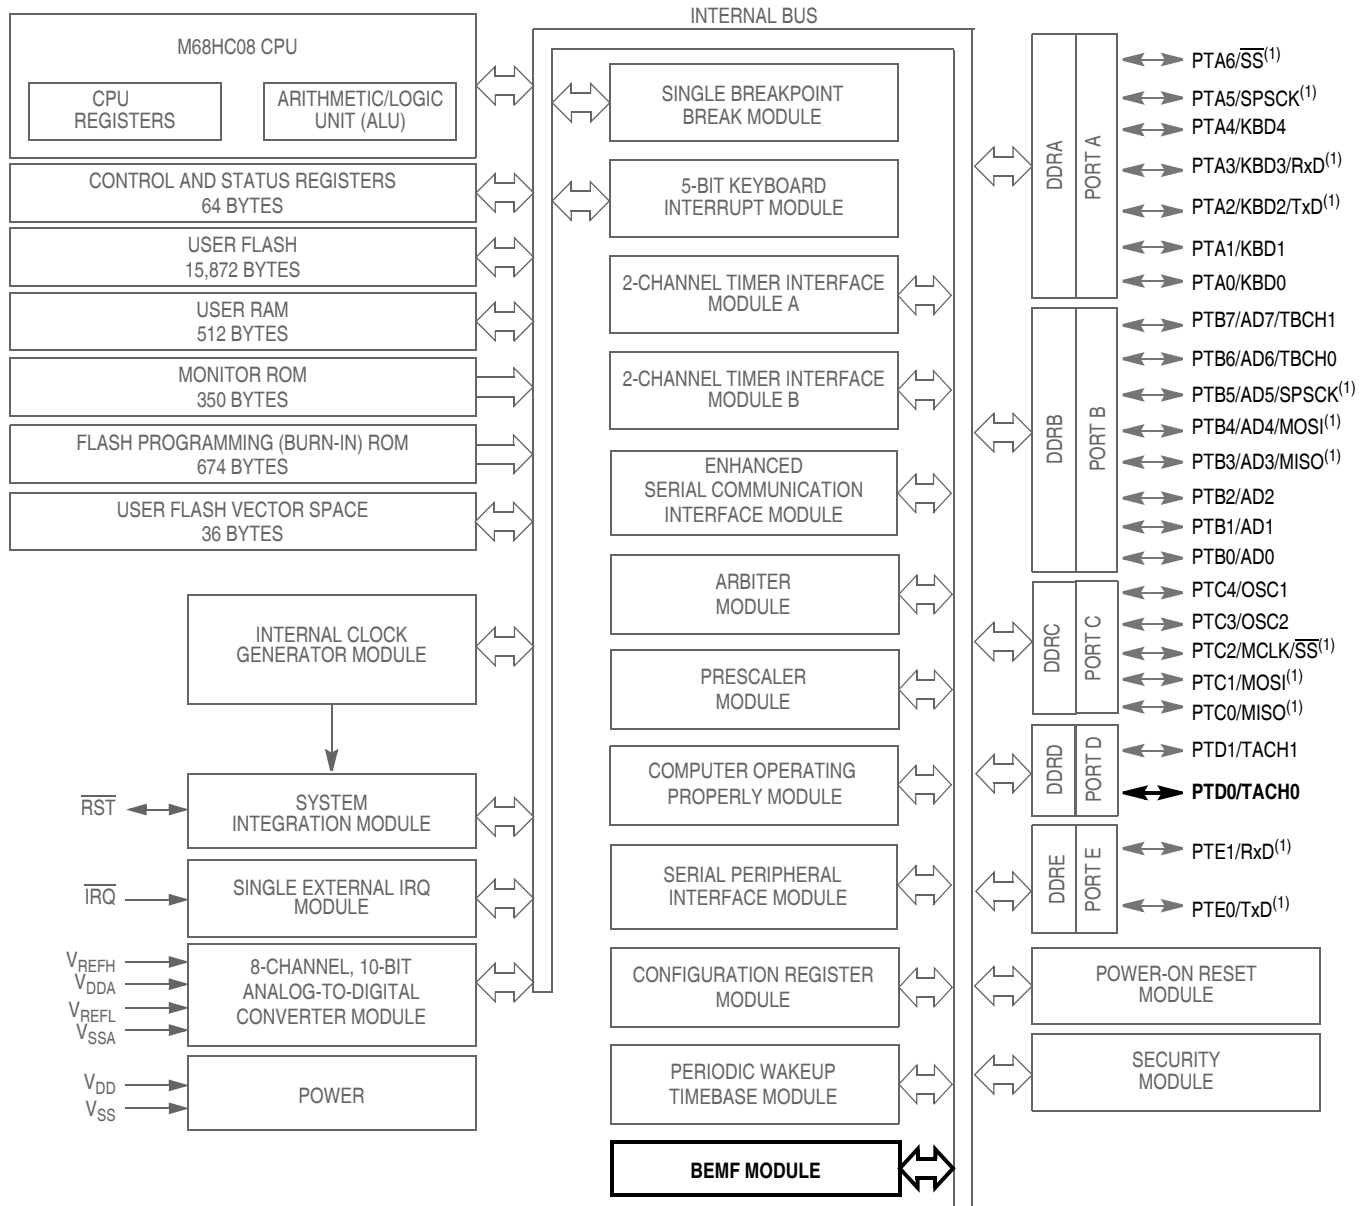 INTERNAL BUS
M68HC08 CPU
CPU
REGISTERS
ARITHMETIC/LOGIC
UNIT (ALU)
CONTROL AND STATUS REGISTERS
64 BYTES
USER FLASH
15,872 BYTES
USER RAM
512 BYTES
MONITOR ROM
350 BYTES
FLASH PROGRAMMING (BURN-IN) ROM
674 BYTES
USER FLASH VECTOR SPACE
36 BYTES
INTERNAL CLOCK
GENERATOR MODULE
RST
SYSTEM
INTEGRATION MODULE
IRQ
SINGLE EXTERNAL IRQ
MODULE
VREFH
VDDA
VREFL
VSSA
8-CHANNEL, 10-BIT
ANALOG-TO-DIGITAL
CONVERTER MODULE
VDD
VSS
POWER
SINGLE BREAKPOINT
BREAK MODULE
5-BIT KEYBOARD
INTERRUPT MODULE
2-CHANNEL TIMER INTERFACE
MODULE A
2-CHANNEL TIMER INTERFACE
MODULE B
ENHANCED
SERIAL COMMUNICATION
INTERFACE MODULE
ARBITER
MODULE
PRESCALER
MODULE
COMPUTER OPERATING
PROPERLY MODULE
SERIAL PERIPHERAL
INTERFACE MODULE
CONFIGURATION REGISTER
MODULE
PERIODIC WAKEUP
TIMEBASE MODULE
BEMF MODULE
DDRA
PORT A
PTA6/SS(1)
PTA5/SPSCK(1)
PTA4/KBD4
PTA3/KBD3/RxD(1)
PTA2/KBD2/TxD(1)
PTA1/KBD1
PTA0/KBD0
DDRB
PORT B
PTB7/AD7/TBCH1
PTB6/AD6/TBCH0
PTB5/AD5/SPSCK(1)
PTB4/AD4/MOSI(1)
PTB3/AD3/MISO(1)
PTB2/AD2
PTB1/AD1
PTB0/AD0
DDRC
PORT C
PTC4/OSC1
PTC3/OSC2
PTC2/MCLK/SS(1)
PTC1/MOSI(1)
PTC0/MISO(1)
DDRD
PORT D
PTD1/TACH1
PTD0/TACH0
DDRE
PORT E
PTE1/RxD(1)
PTE0/TxD(1)
POWER-ON RESET
MODULE
SECURITY
MODULE